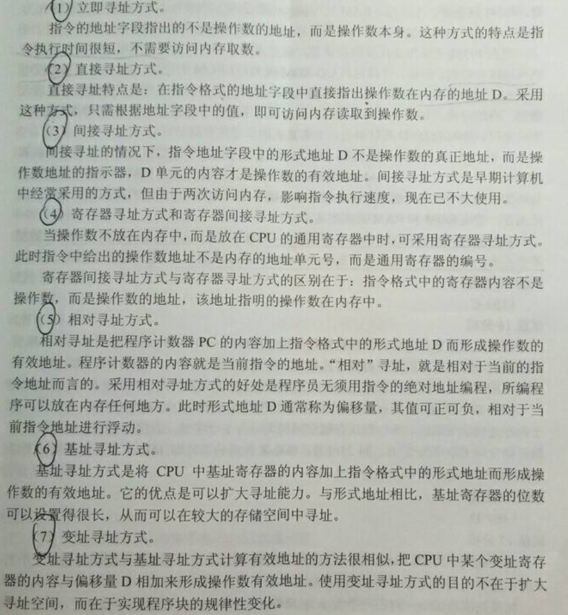 (1) 立即寻址方式。
指令的地址字段指出的不是操作数的地址，而是操作数本身。这种方式的特点是指
令执行时间很短，不需要访问内存取数。
(2) 直接寻址方式。
直接寻址特点是：在指令格式的地址字段中直接指出操作数在内存的地址 D。采用
这种方式，只需根据地址字段中的值，即可访问内存读取到操作数。
(3) 间接寻址方式。
间接寻址的情况下，指令地址字段中的形式地址 D 不是操作数的真正地址，而是操
作数地址的指示器，D 单元的内容才是操作数的有效地址。间接寻址方式是早期计算机
中经常采用的方式，但由于两次访问内存，影响指令执行速度，现在已不大使用。
(4) 寄存器寻址方式和寄存器间接寻址方式。
当操作数不放在内存中，而是放在 CPU 的通用寄存器中时，可采用寄存器寻址方式。
此时指令中给出的操作数地址不是内存的地址单元号，而是通用寄存器的编号。
寄存器间接寻址方式与寄存器寻址方式的区别在于：指令格式中的寄存器内容不是
操作数，而是操作数的地址，该地址指明的操作数在内存中。
(5) 相对寻址方式。
相对寻址是把程序计数器 PC 的内容加上指令格式中的形式地址 D 而形成操作数的
有效地址。程序计数器的内容就是当前指令的地址。“相对”寻址，就是相对于当前的指
令地址而言的。采用相对寻址方式的好处是程序员无须用指令的绝对地址编程，所编程
序可以放在内存任何地方。此时形式地址 D 通常称为偏移量，其值可正可负，相对于当
前指令地址进行浮动。
(6) 基址寻址方式。
基址寻址方式是将 CPU 中基址寄存器的内容加上指令格式中的形式地址而形成操
作数的有效地址。它的优点是可以扩大寻址能力。与形式地址相比，基址寄存器的位数
可以设置得很长，从而可以在较大的存储空间中寻址。
(7) 变址寻址方式。
变址寻址方式与基址寻址方式计算有效地址的方法很相似，把 CPU 中某个变址寄存
器的内容与偏移量 D 相加来形成操作数有效地址。使用变址寻址方式的目的不在于扩大
寻址空间，而在于实现程序块的规律性变化。